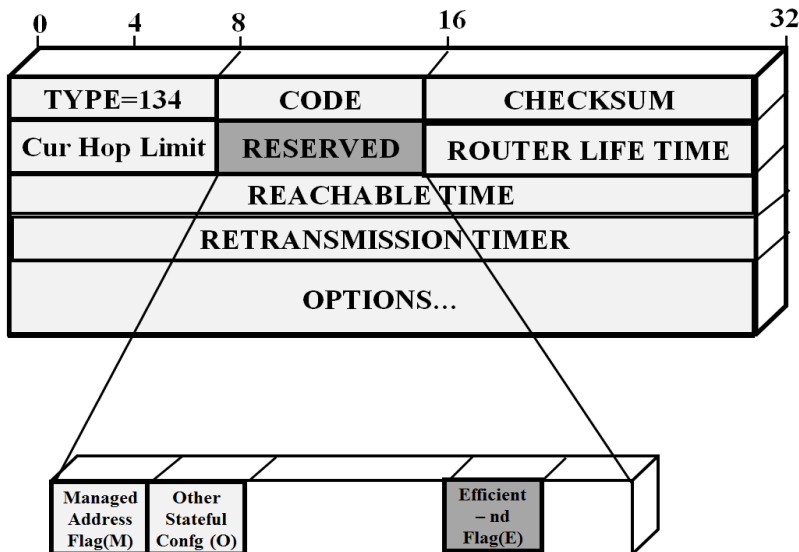 0 4 8 16 32
TYPE=134 CODE CHECKSUM
Cur Hop Limit RESERVED ROUTER LIFE TIME
REACHABLE TIME
RETRANSMISSION TIMER
OPTIONS...
Managed
Address
Flag(M)
Other
Stateful
Confg (O)
Efficient
– nd
Flag(E)